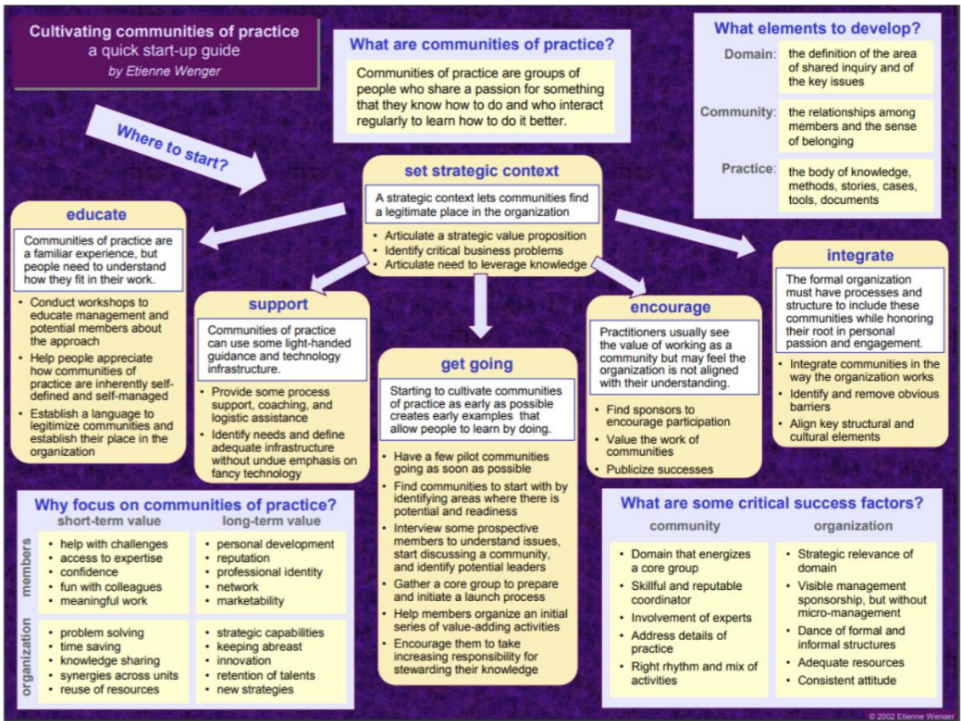 Cultivating communities of practice
a quick start-up guide
by Etienne Wenger
What are communities of practice?
Communities of practice are groups of
people who share a passion for something
that they know how to do and who interact
regularly to learn how to do it better.
What elements to develop?
Domain: the definition of the area
of shared inquiry and of
the key issues
Community: the relationships among
members and the sense
of belonging
Practice: the body of knowledge,
methods, stories, cases,
tools, documents
Where to start?
set strategic context
A strategic context lets communities find
a legitimate place in the organization
• Articulate a strategic value proposition
• Identify critical business problems
• Articulate need to leverage knowledge
educate
Communities of practice are
a familiar experience, but
people need to understand
how they fit in their work.
• Conduct workshops to
educate management and
potential members about
the approach
• Help people appreciate
how communities of
practice are inherently self-
defined and self-managed
• Establish a language to
legitimize communities and
establish their place in the
organization
support
Communities of practice
can use some light-handed
guidance and technology
infrastructure.
• Provide some process
support, coaching, and
logistic assistance
• Identify needs and define
adequate infrastructure
without undue emphasis on
fancy technology
get going
Starting to cultivate communities
of practice as early as possible
creates early examples that
allow people to learn by doing.
• Have a few pilot communities
going as soon as possible
• Find communities to start with by
identifying areas where there is
potential and readiness
• Interview some prospective
members to understand issues,
start discussing a community,
and identify potential leaders
• Gather a core group to prepare
and initiate a launch process
• Help members organize an initial
series of value-adding activities
• Encourage them to take
increasing responsibility for
stewarding their knowledge
encourage
Practitioners usually see
the value of working as a
community but may feel the
organization is not aligned
with their understanding.
• Find sponsors to
encourage participation
• Value the work of
communities
• Publicize successes
integrate
The formal organization
must have processes and
structure to include these
communities while honoring
their root in personal
passion and engagement.
• Integrate communities in the
way the organization works
• Identify and remove obvious
barriers
• Align key structural and
cultural elements
Why focus on communities of practice?
short-term value long-term value
members
• help with challenges
• access to expertise
• confidence
• fun with colleagues
• meaningful work
• personal development
• reputation
• professional identity
• network
• marketability
organization
• problem solving
• time saving
• knowledge sharing
• synergies across units
• reuse of resources
• strategic capabilities
• keeping abreast
• innovation
• retention of talents
• new strategies
What are some critical success factors?
community organization
• Domain that energizes
a core group
• Skillful and reputable
coordinator
• Involvement of experts
• Address details of
practice
• Right rhythm and mix of
activities
• Strategic relevance of
domain
• Visible management
sponsorship, but without
micro-management
• Dance of formal and
informal structures
• Adequate resources
• Consistent attitude
© 2002 Etienne Wenger